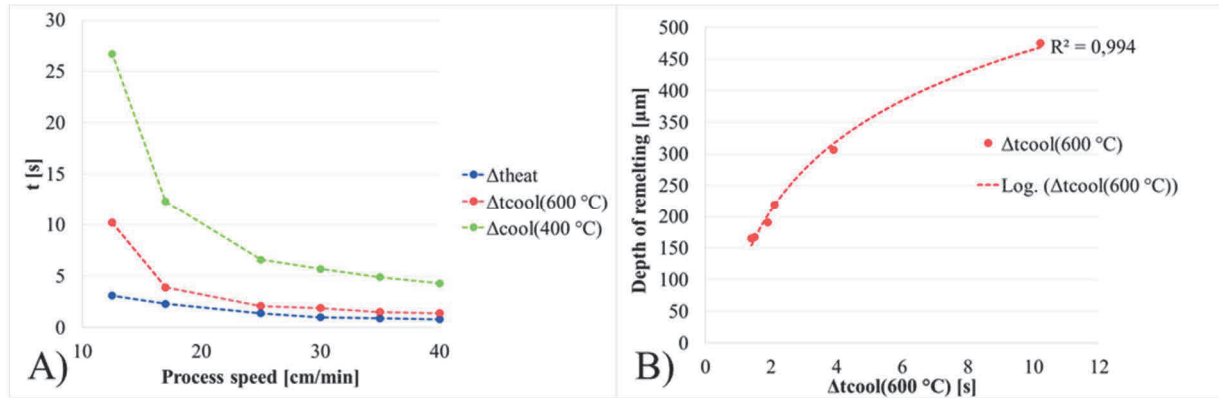 30
25
20
15
10
5
0
t [s]
10
20
30
40
Process speed [cm/min]
A)
Δtheat
Δtcool(600 °C)
Δcool(400 °C)
500
450
400
350
300
250
200
150
100
50
0
Depth of remelting [µm]
R² = 0,994
Δtcool(600 °C)
Log. (Δtcool(600 °C))
0
2
4
6
8
10
12
Δtcool(600 °C) [s]
B)